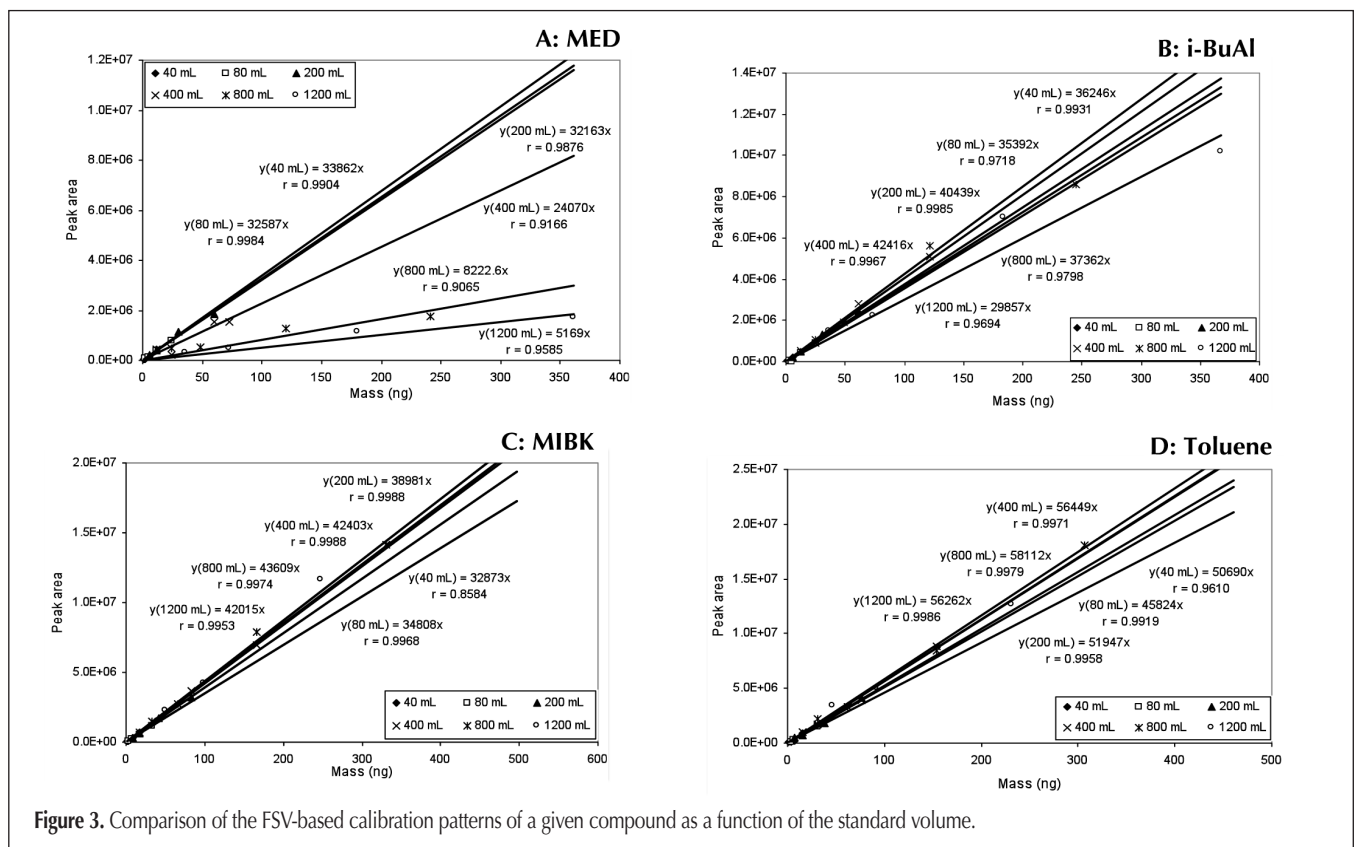 A: MED
1.2E+07
1.0E+07
8.0E+06
6.0E+06
4.0E+06
2.0E+06
0.0E+00
Peak area
40 mL 80 mL 200 mL
400 mL 800 mL 1200 mL
y(40 mL) = 33862x
r = 0.9904
y(80 mL) = 32587x
r = 0.9984
y(200 mL) = 32163x
r = 0.9876
y(400 mL) = 24070x
r = 0.9166
y(800 mL) = 8222.6x
r = 0.9065
y(1200 mL) = 5169x
r = 0.9585
0 50 100 150 200 250 300 350 400
Mass (ng)
B: i-BuAl
1.4E+07
1.2E+07
1.0E+07
8.0E+06
6.0E+06
4.0E+06
2.0E+06
0.0E+00
Peak area
y(40 mL) = 36246x
r = 0.9931
y(80 mL) = 35392x
r = 0.9718
y(200 mL) = 40439x
r = 0.9985
y(400 mL) = 42416x
r = 0.9967
y(800 mL) = 37362x
r = 0.9798
y(1200 mL) = 29857x
r = 0.9694
40 mL 80 mL 200 mL
400 mL 800 mL 1200 mL
0 50 100 150 200 250 300 350 400
Mass (ng)
C: MIBK
2.0E+07
1.5E+07
1.0E+07
5.0E+06
0.0E+00
Peak area
y(200 mL) = 38981x
r = 0.9988
y(400 mL) = 42403x
r = 0.9988
y(800 mL) = 43609x
r = 0.9974
y(40 mL) = 32873x
r = 0.8584
y(1200 mL) = 42015x
r = 0.9953
y(80 mL) = 34808x
r = 0.9968
40 mL 80 mL 200 mL
400 mL 800 mL 1200 mL
0 100 200 300 400 500 600
Mass (ng)
D: Toluene
2.5E+07
2.0E+07
1.5E+07
1.0E+07
5.0E+06
0.0E+00
Peak area
y(400 mL) = 56449x
r = 0.9971
y(800 mL) = 58112x
r = 0.9979
y(40 mL) = 50690x
r = 0.9610
y(1200 mL) = 56262x
r = 0.9986
y(80 mL) = 45824x
r = 0.9919
y(200 mL) = 51947x
r = 0.9958
40 mL 80 mL 200 mL
400 mL 800 mL 1200 mL
0 100 200 300 400 500
Mass (ng)
Figure 3. Comparison of the FSV-based calibration patterns of a given compound as a function of the standard volume.